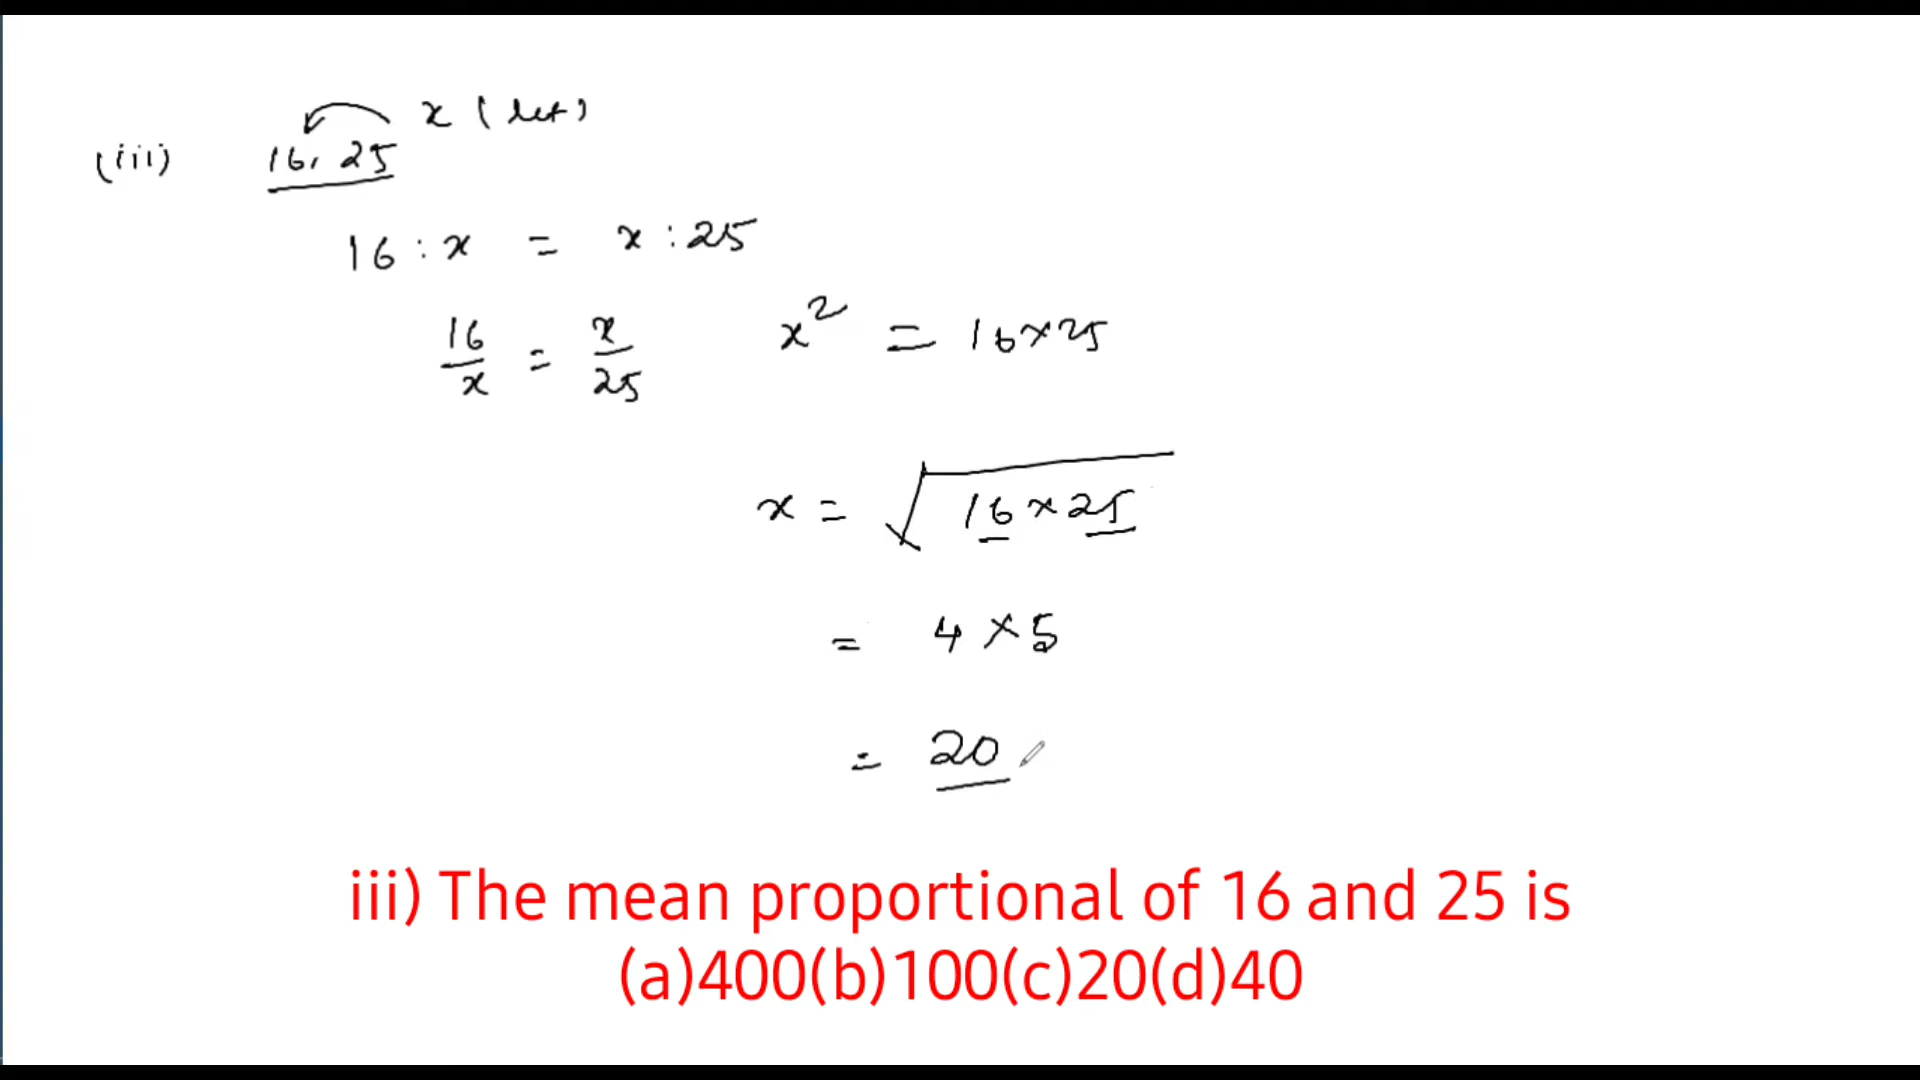 x (let)
(iii) 16, 25
16 : x = x : 25
16/x = x/25 x² = 16×25
x = √16×25
= 4×5
= 20
iii) The mean proportional of 16 and 25 is
(a)400(b)100(c)20(d)40